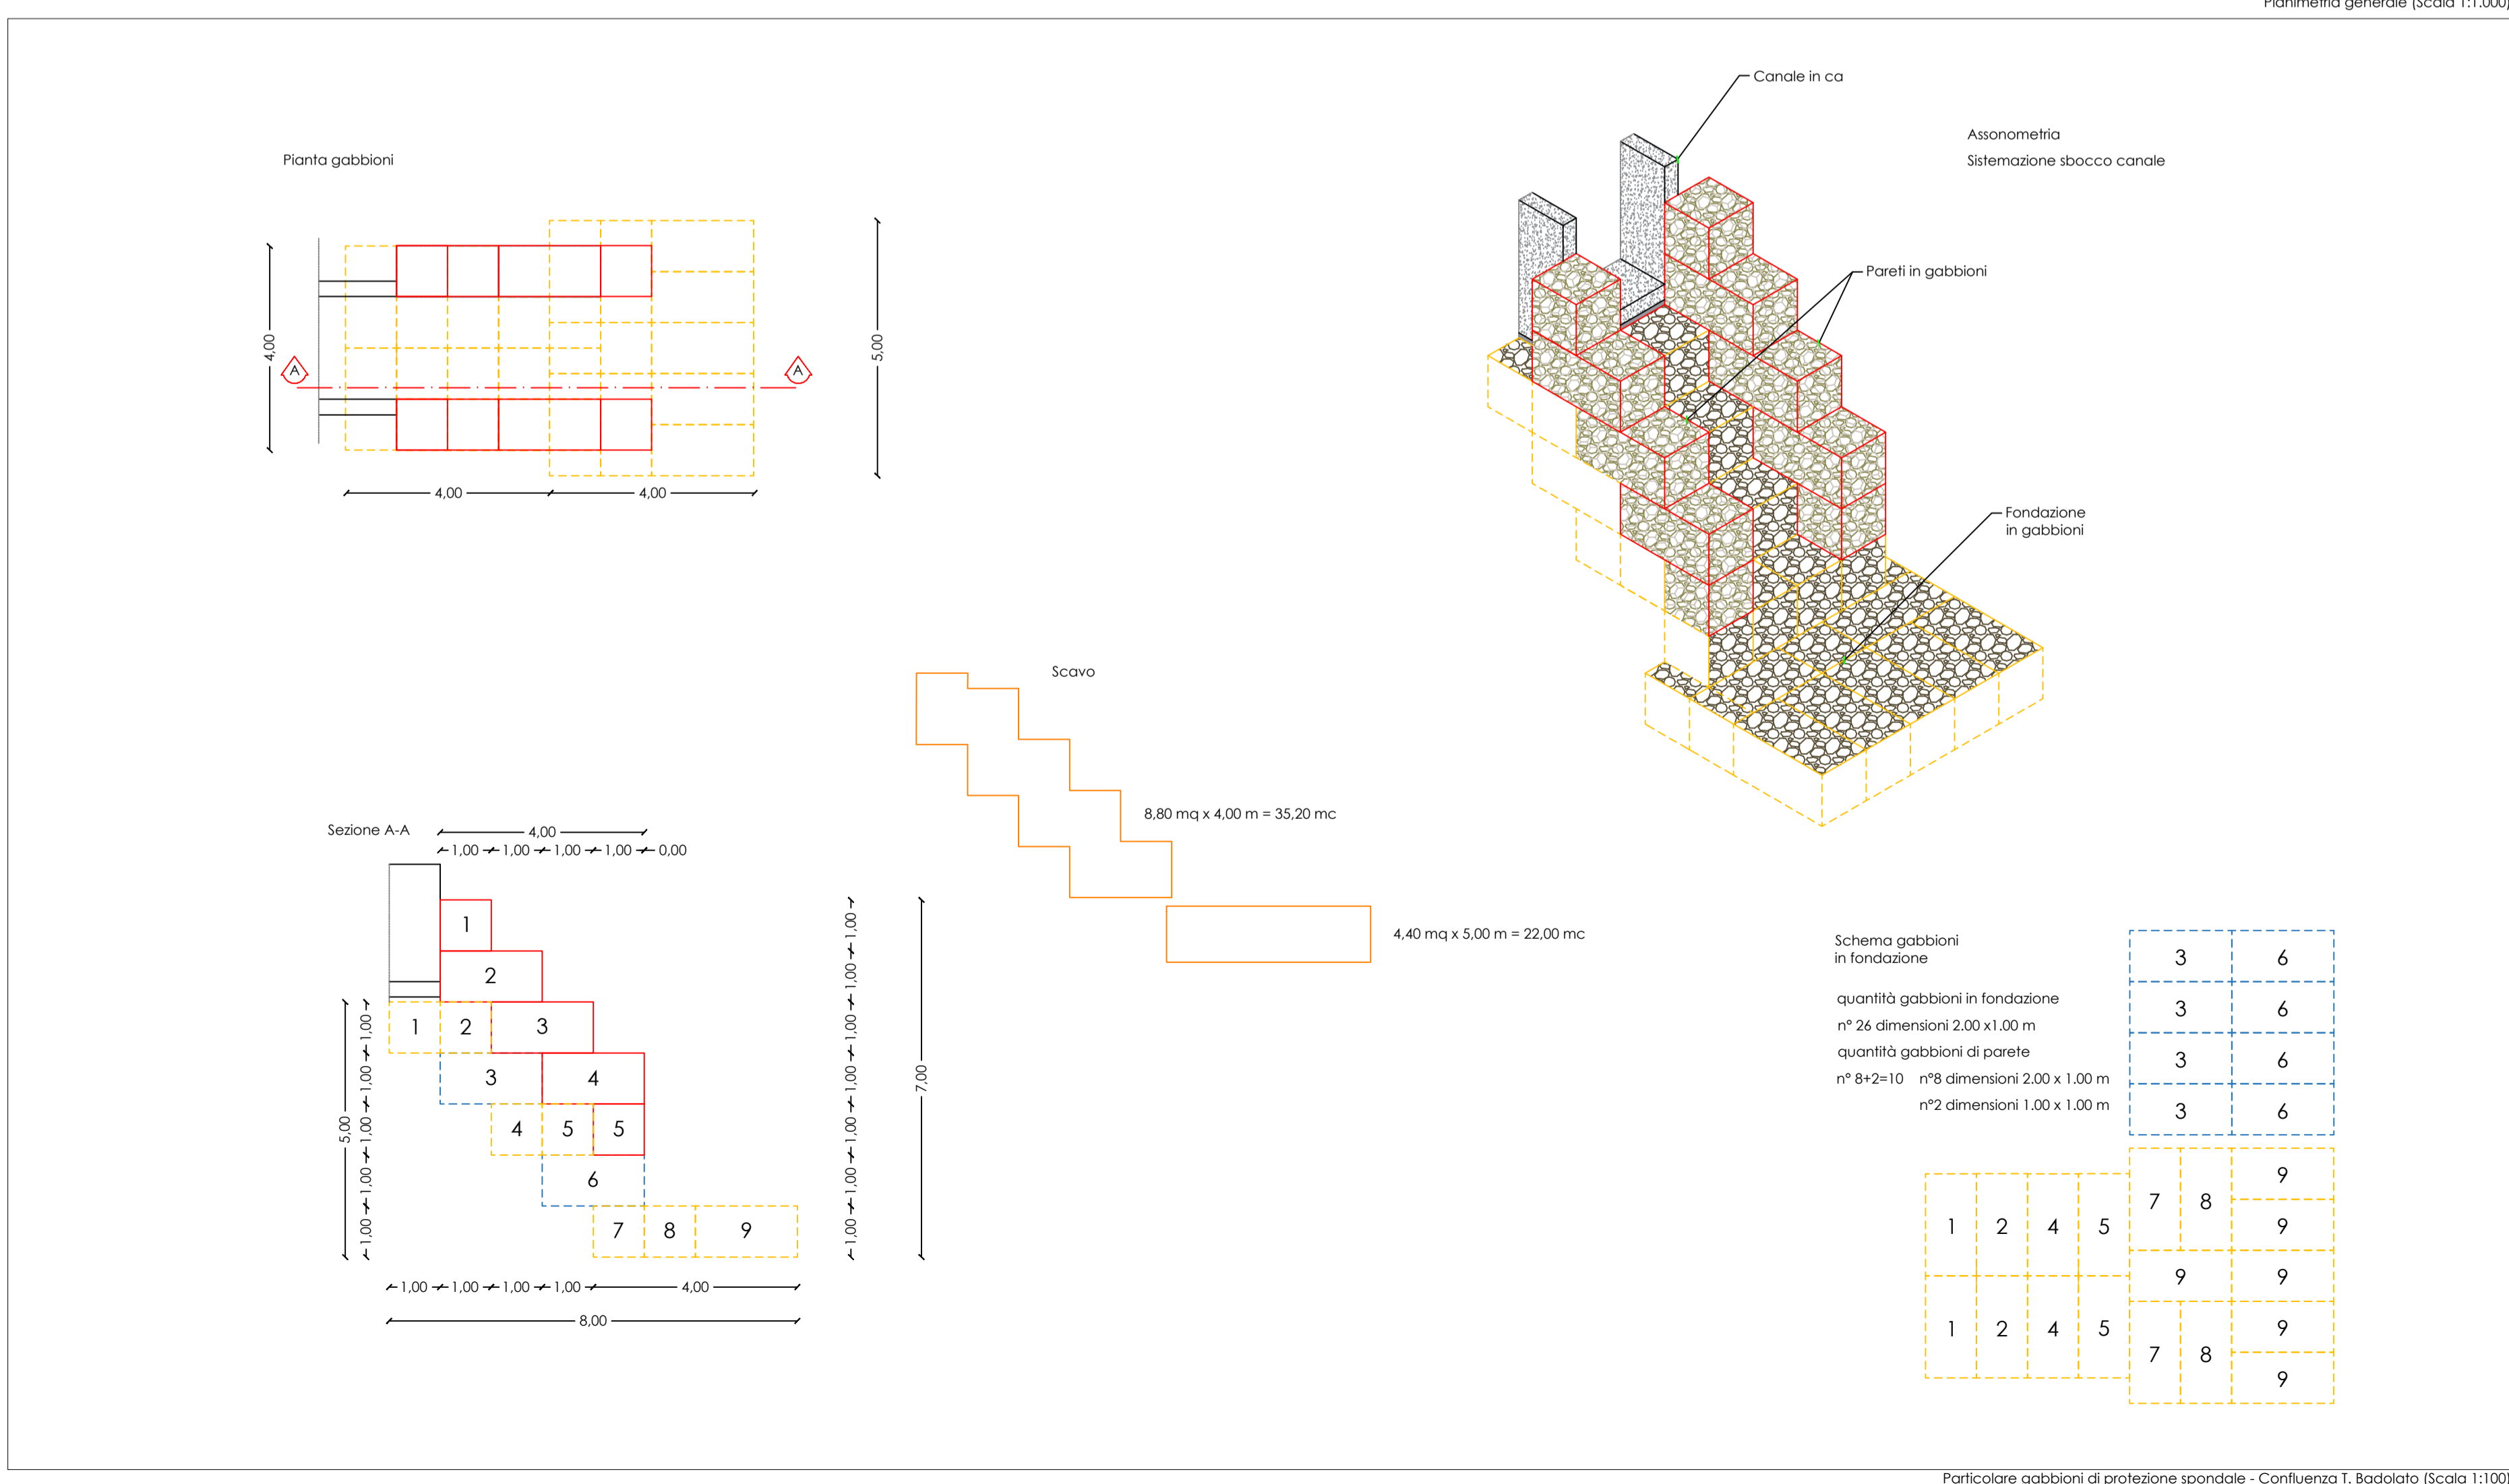 Planimetria generale (Scala 1:1.000)
Pianta gabbioni
4,00
A
A
4,00
4,00
5,00
Canale in ca
Assonometria
Sistemazione sbocco canale
Pareti in gabbioni
Fondazione
in gabbioni
Scavo
8,80 mq x 4,00 m = 35,20 mc
4,40 mq x 5,00 m = 22,00 mc
Sezione A-A
4,00
1,00
1,00
1,00
1,00
0,00
1
2
1
2
3
3
4
4
5
5
6
7
8
9
5,00
1,00
1,00
1,00
1,00
1,00
1,00
1,00
1,00
1,00
1,00
1,00
1,00
7,00
1,00
1,00
1,00
1,00
4,00
8,00
Schema gabbioni
in fondazione
quantità gabbioni in fondazione
n° 26 dimensioni 2.00 x1.00 m
quantità gabbioni di parete
n° 8+2=10 n°8 dimensioni 2.00 x 1.00 m
n°2 dimensioni 1.00 x 1.00 m
3 6
3 6
3 6
3 6
1 2 4 5
7 8
9
9
9 9
1 2 4 5
7 8
9
9
Particolare gabbioni di protezione spondale - Confluenza T. Badolato (Scala 1:100)